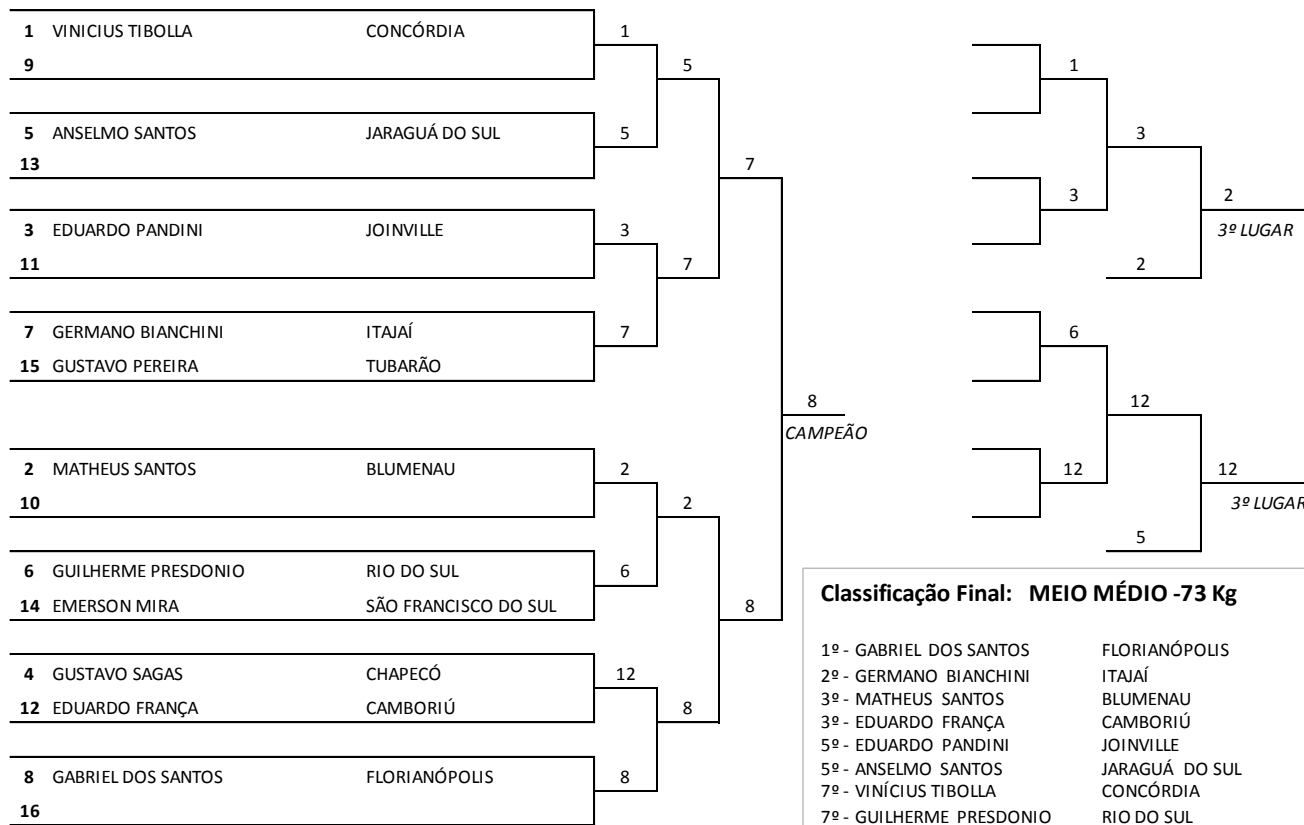 1 VINICIUS TIBOLLA CONCÓRDIA
9
1
5
5 ANSELMO SANTOS JARAGUÁ DO SUL
13
5
7
3 EDUARDO PANDINI JOINVILLE
11
3
7
7 GERMANO BIANCHINI ITAJAÍ
15 GUSTAVO PEREIRA TUBARÃO
7
8
CAMPEÃO
2 MATHEUS SANTOS BLUMENAU
10
2
2
6 GUILHERME PRESDONIO RIO DO SUL
14 EMERSON MIRA SÃO FRANCISCO DO SUL
6
8
4 GUSTAVO SAGAS CHAPECÓ
12 EDUARDO FRANÇA CAMBORIÚ
12
8
8 GABRIEL DOS SANTOS FLORIANÓPOLIS
16
8
1
3
3
2
3º LUGAR
2
6
12
12
12
3º LUGAR
5
Classificação Final: MEIO MÉDIO -73 Kg
1º - GABRIEL DOS SANTOS FLORIANÓPOLIS
2º - GERMANO BIANCHINI ITAJAÍ
3º - MATHEUS SANTOS BLUMENAU
3º - EDUARDO FRANÇA CAMBORIÚ
5º - EDUARDO PANDINI JOINVILLE
5º - ANSELMO SANTOS JARAGUÁ DO SUL
7º - VINÍCIUS TIBOLLA CONCÓRDIA
7º - GUILHERME PRESDONIO RIO DO SUL